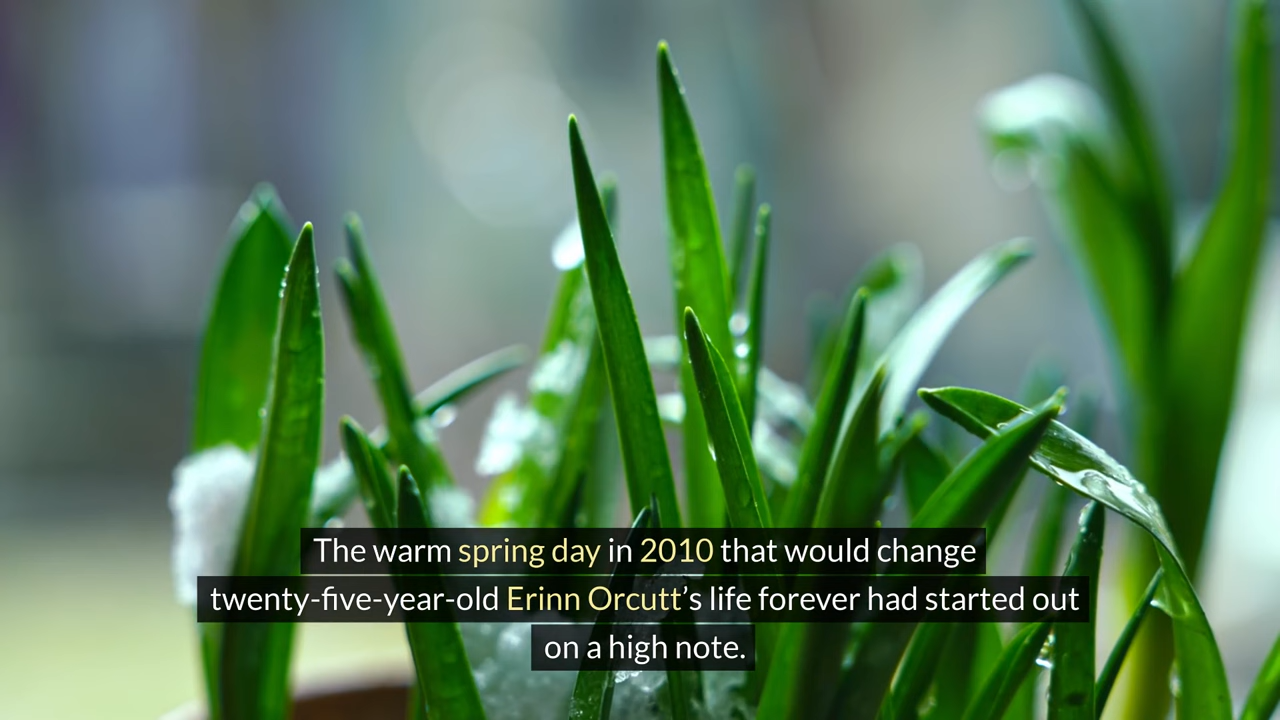 The warm spring day in 2010 that would change
twenty-five-year-old Erinn Orcutt’s life forever had started out
on a high note.